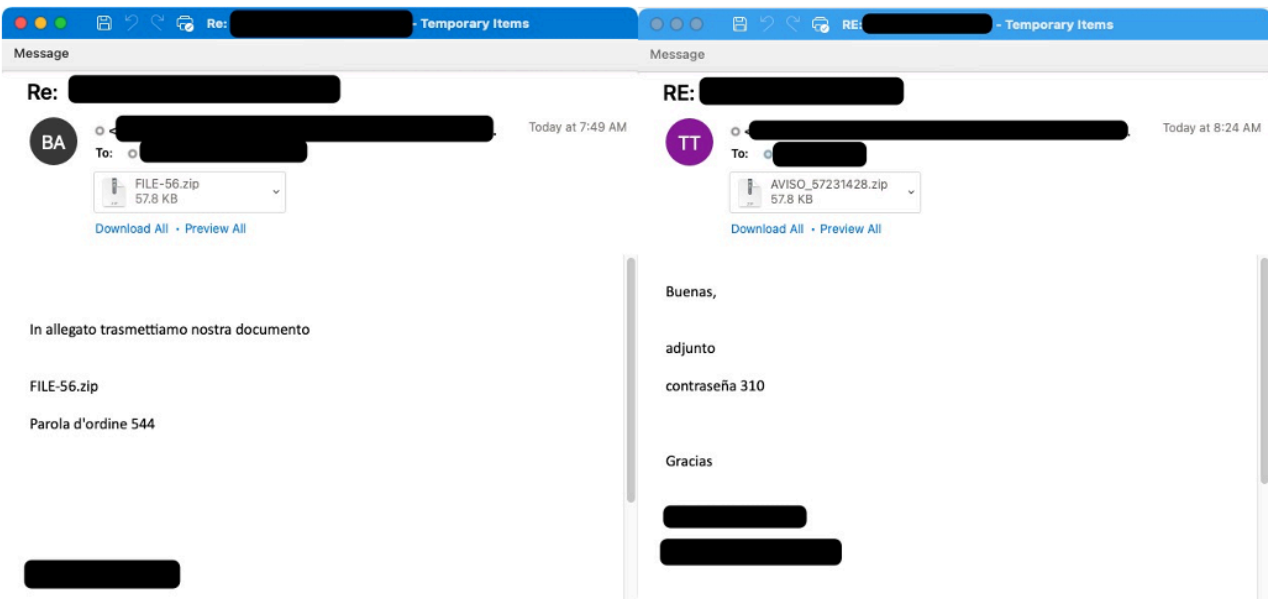 Re: - Temporary Items
Message
Re:
BA
<
Today at 7:49 AM
To:
FILE-56.zip
57.8 KB
Download All • Preview All
In allegato trasmettiamo nostra documento
FILE-56.zip
Parola d'ordine 544
RE: - Temporary Items
Message
RE:
TT
<
Today at 8:24 AM
To:
AVISO_57231428.zip
57.8 KB
Download All • Preview All
Buenas,
adjunto
contraseña 310
Gracias